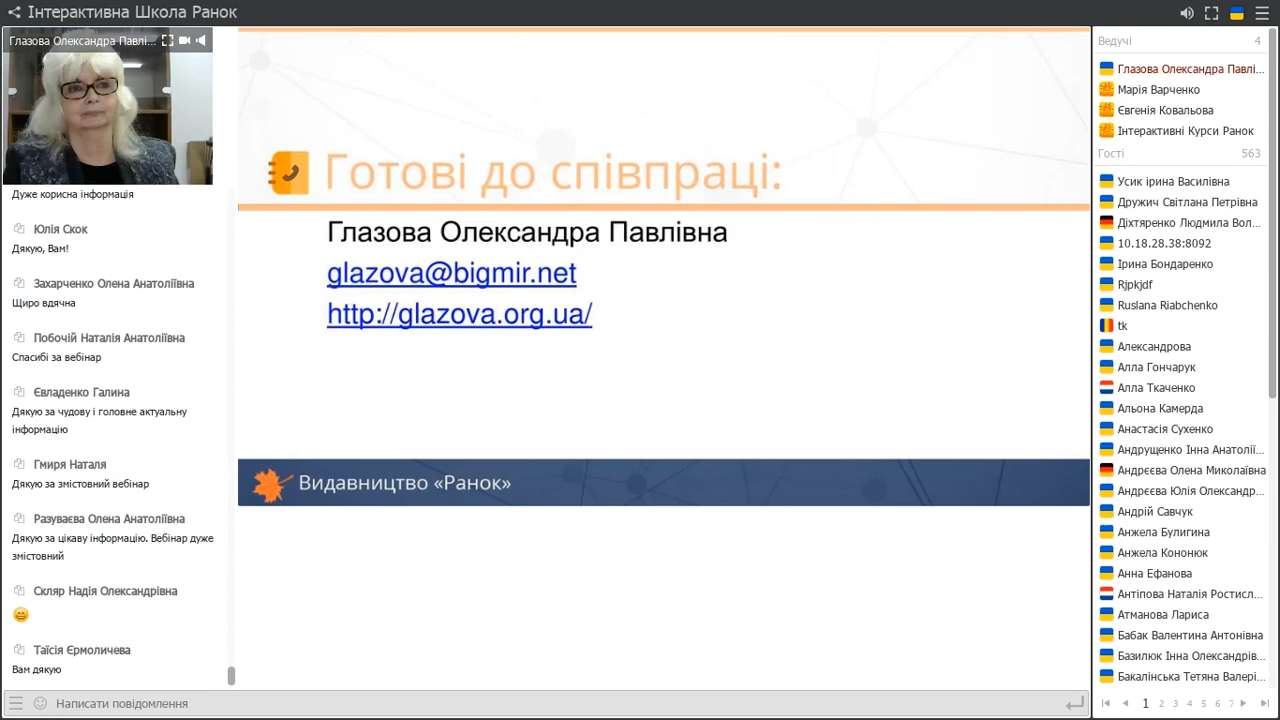 Інтерактивна Школа Ранок
Глазова Олександра Павлі...
Дуже корисна інформація
Юлія Скок
Дякую, Вам!
Захарченко Олена Анатоліївна
Щиро вдячна
Побочій Наталія Анатоліївна
Спасибі за вебінар
Євладенко Галина
Дякую за чудову і головне актуальну
інформацію
Гмиря Наталя
Дякую за змістовний вебінар
Разуваєва Олена Анатоліївна
Дякую за цікаву інформацію. Вебінар дуже
змістовний
Скляр Надія Олександрівна
Таїсія Єрмоличева
Вам дякую
Написати повідомлення
Готові до співпраці:
Глазова Олександра Павлівна
glazova@bigmir.net
http://glazova.org.ua/
Видавництво «Ранок»
Ведучі 4
Глазова Олександра Павлі...
Марія Варченко
Євгенія Ковальова
Інтерактивні Курси Ранок
Гості 563
Усик ірина Василівна
Дружич Світлана Петрівна
Діхтяренко Людмила Вол...
10.18.28.38:8092
Ірина Бондаренко
Rjpkjdf
Ruslana Riabchenko
tk
Александрова
Алла Гончарук
Алла Ткаченко
Альона Камерда
Анастасія Сухенко
Андрущенко Інна Анатолії...
Андрєєва Олена Миколаївна
Андрєєва Юлія Олександр...
Андрій Савчук
Анжела Булигина
Анжела Кононюк
Анна Ефанова
Антіпова Наталія Ростисл...
Атманова Лариса
Бабак Валентина Антонівна
Базилюк Інна Олександрів...
Бакалінська Тетяна Валері...
1 2 3 4 5 6 7